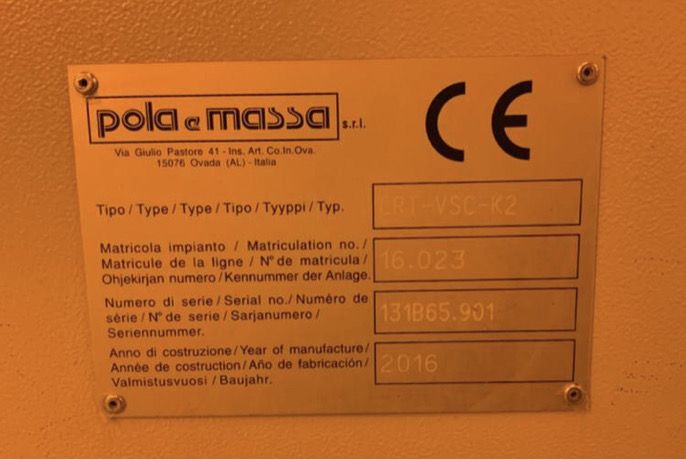 pola e massa s.r.l.
Via Giulio Pastore 41 - Ins. Art. Co.In.Ova.
15076 Ovada (AL) - Italia
CE
Tipo / Type / Type / Tipo / Tyyppi / Typ. CRT-VSC-K2
Matricola impianto / Matriculation no. /
Matricule de la ligne / N° de matricula / 16.023
Ohjekirjan numero / Kennummer der Anlage.
Numero di serie / Serial no. / Numéro de
série / N° de serie / Sarjanumero / 131B65.901
Seriennummer.
Anno di costruzione / Year of manufacture /
Année de costruction / Año de fabricación / 2016
Valmistusvuosi / Baujahr.